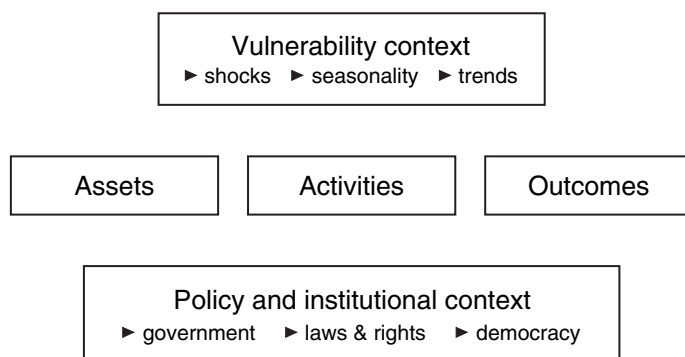 Vulnerability context
► shocks ► seasonality ► trends
Assets Activities Outcomes
Policy and institutional context
► government ► laws & rights ► democracy